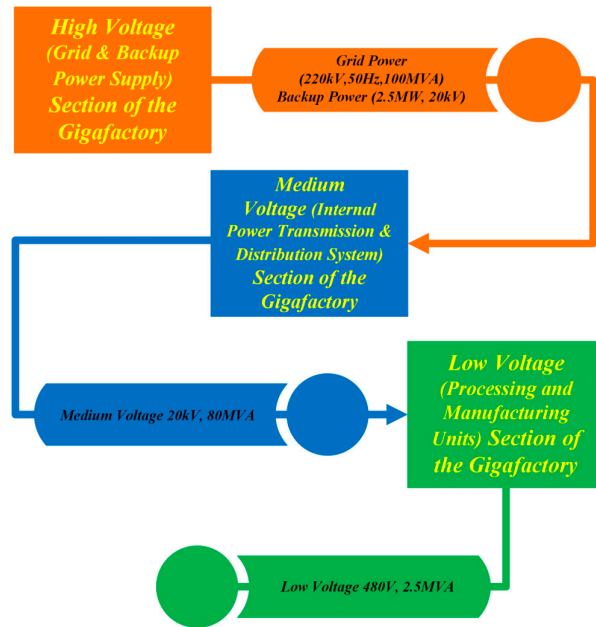 High Voltage
(Grid & Backup
Power Supply)
Section of the
Gigafactory
Grid Power
(220kV,50Hz,100MVA)
Backup Power (2.5MW, 20kV)
Medium
Voltage (Internal
Power Transmission &
Distribution System)
Section of the
Gigafactory
Medium Voltage 20kV, 80MVA
Low Voltage
(Processing and
Manufacturing
Units) Section of
the Gigafactory
Low Voltage 480V, 2.5MVA